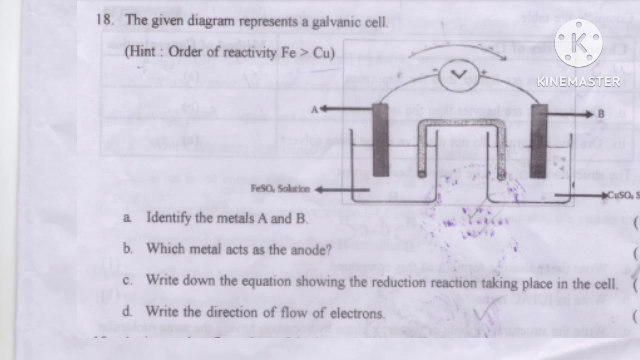 18. The given diagram represents a galvanic cell.
(Hint : Order of reactivity Fe > Cu)
KINEMASTER
V
- +
A
B
FeSO₄ Solution
CuSO₄ S
a. Identify the metals A and B.
b. Which metal acts as the anode?
c. Write down the equation showing the reduction reaction taking place in the cell. (
d. Write the direction of flow of electrons.